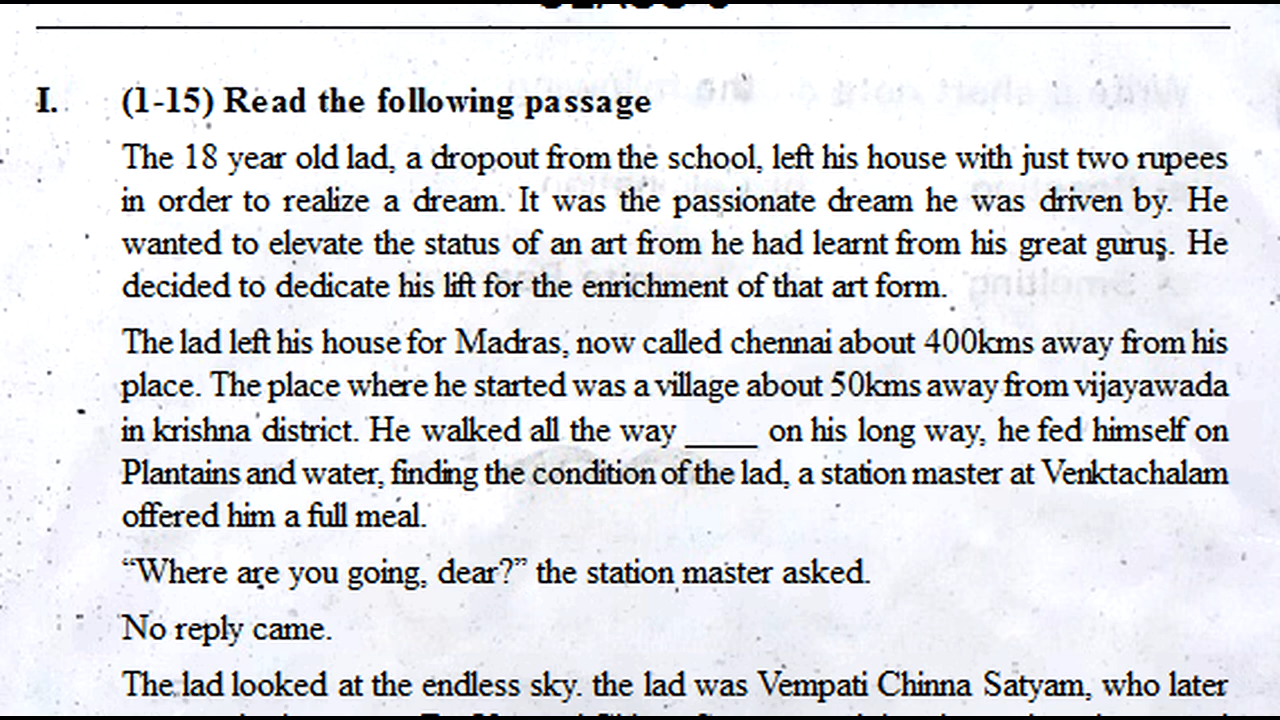 I. (1-15) Read the following passage
The 18 year old lad, a dropout from the school, left his house with just two rupees
in order to realize a dream. It was the passionate dream he was driven by. He
wanted to elevate the status of an art from he had learnt from his great gurus. He
decided to dedicate his lift for the enrichment of that art form.
The lad left his house for Madras, now called chennai about 400kms away from his
place. The place where he started was a village about 50kms away from vijayawada
in krishna district. He walked all the way _____ on his long way, he fed himself on
Plantains and water, finding the condition of the lad, a station master at Venktachalam
offered him a full meal.
“Where are you going, dear?” the station master asked.
No reply came.
The lad looked at the endless sky. the lad was Vempati Chinna Satyam, who later